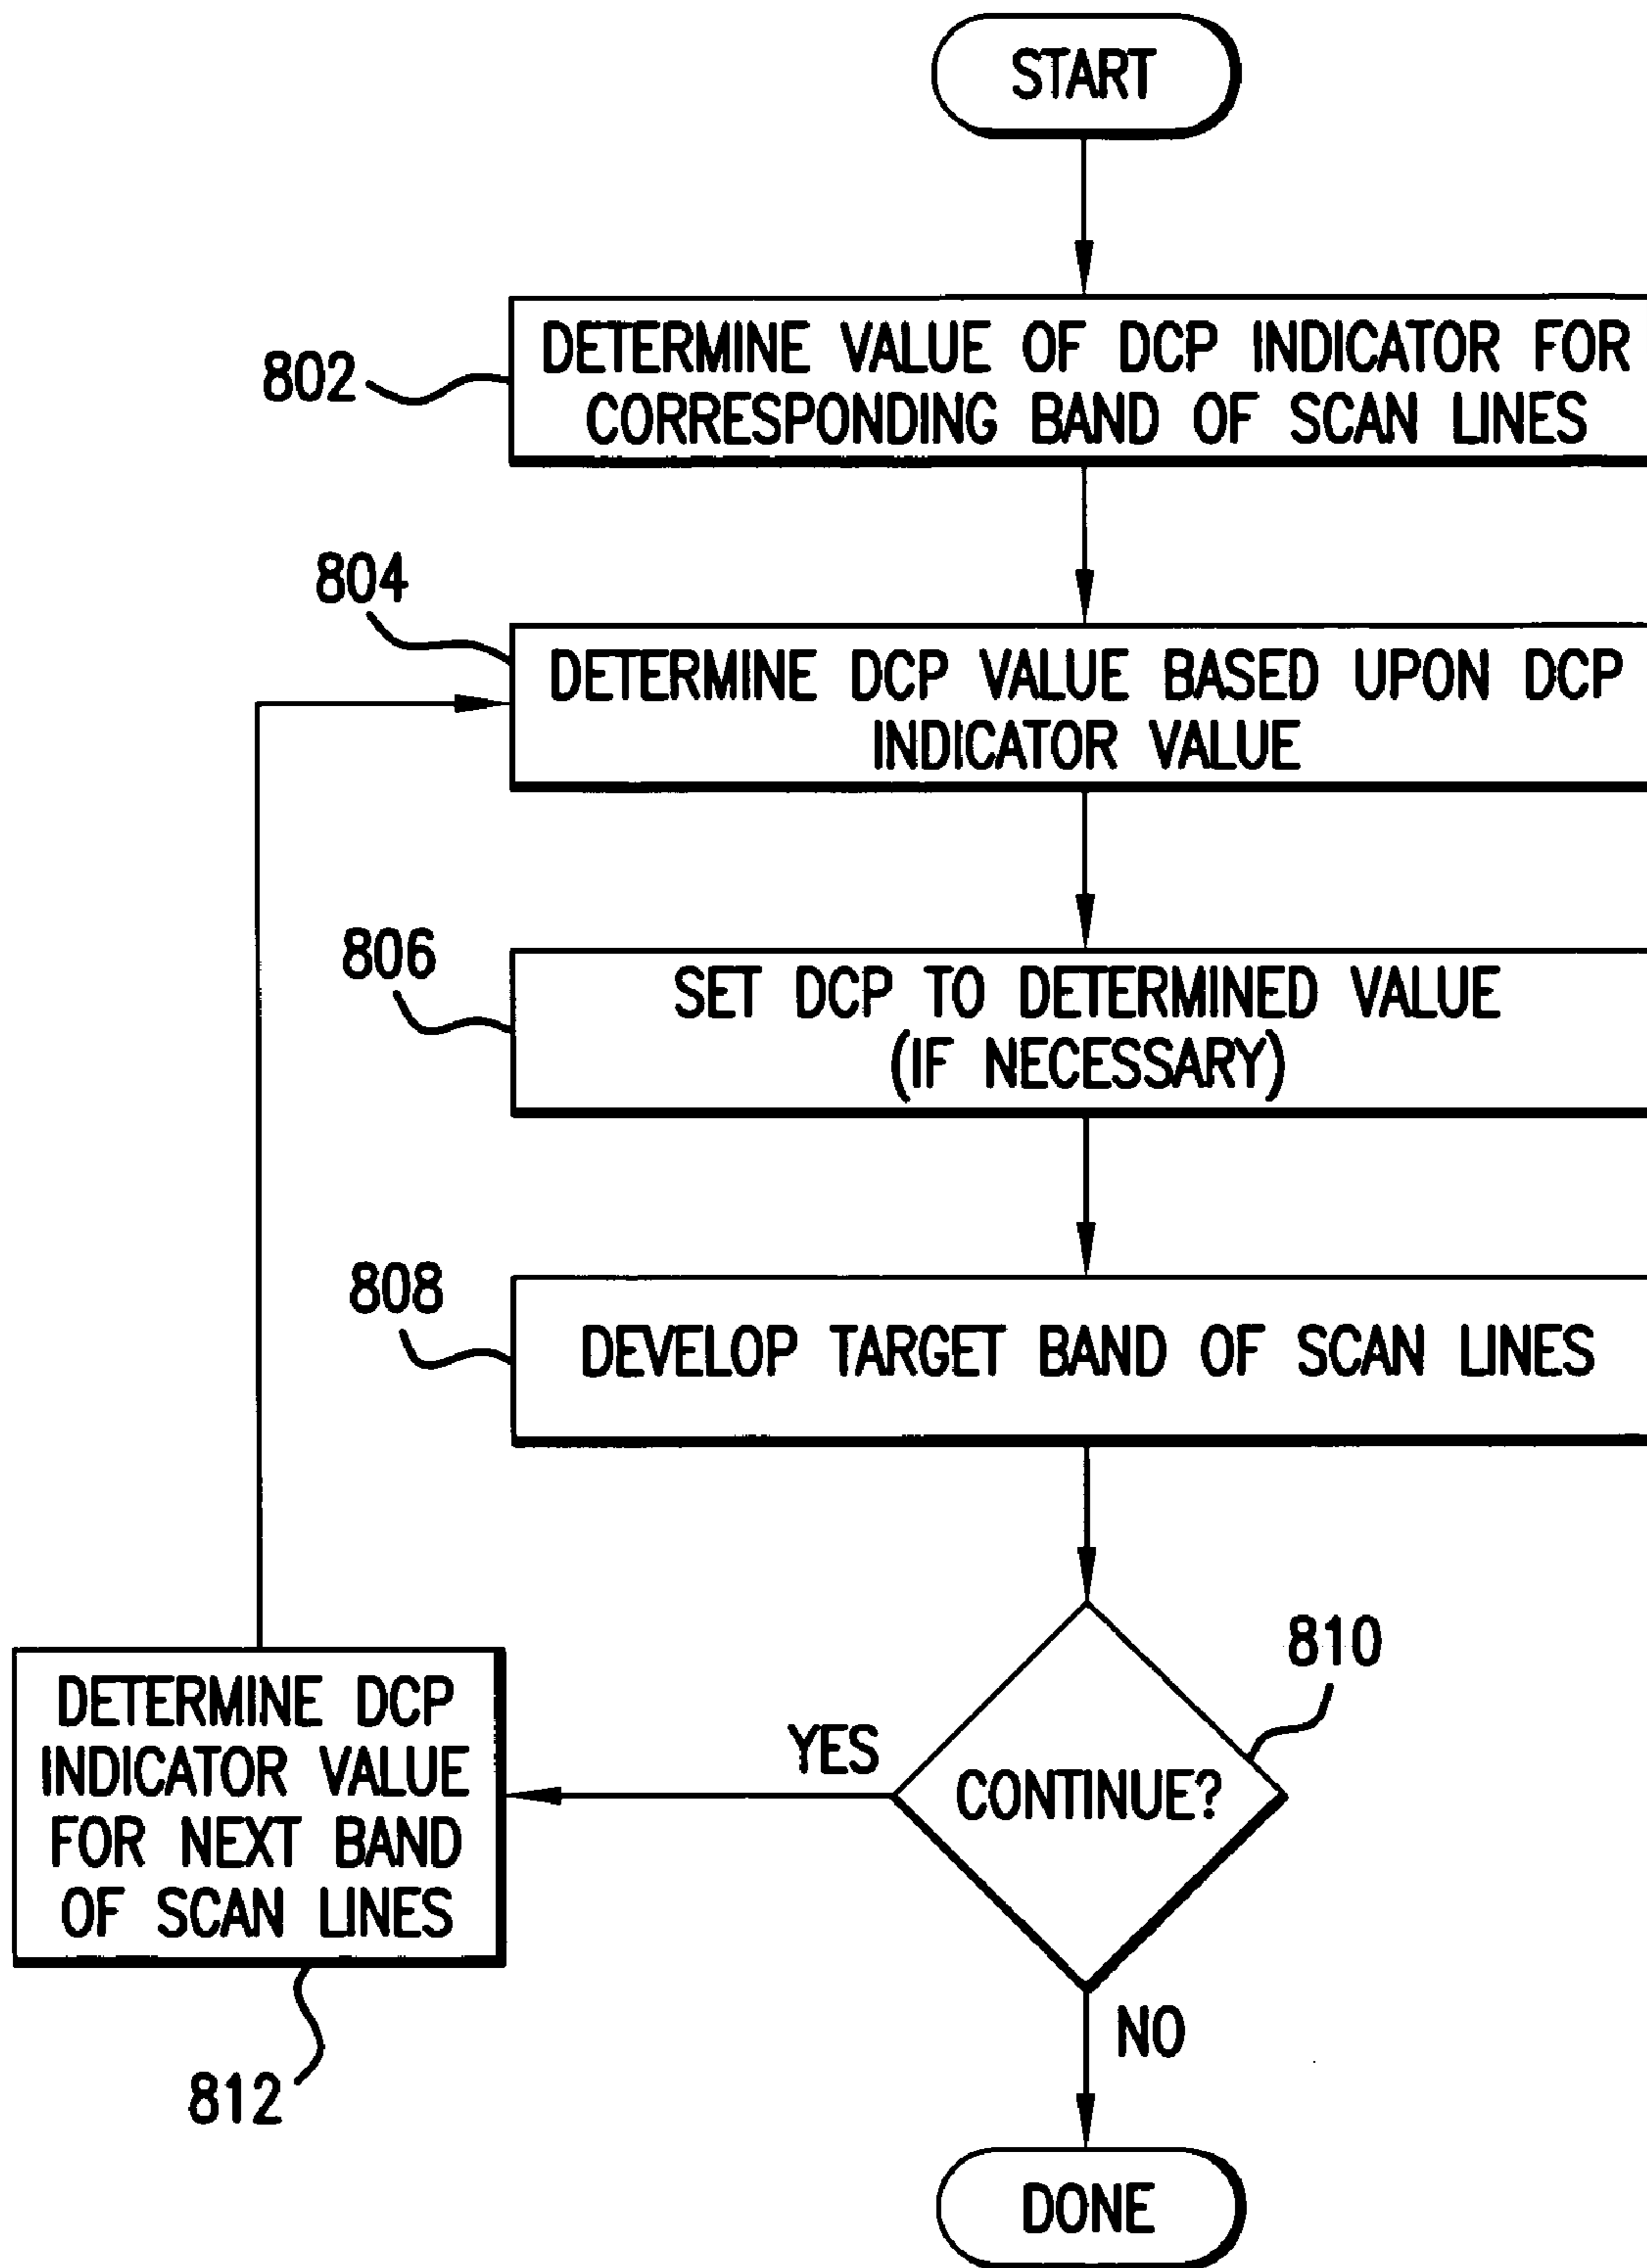 START
802
DETERMINE VALUE OF DCP INDICATOR FOR
CORRESPONDING BAND OF SCAN LINES
804
DETERMINE DCP VALUE BASED UPON DCP
INDICATOR VALUE
806
SET DCP TO DETERMINED VALUE
(IF NECESSARY)
808
DEVELOP TARGET BAND OF SCAN LINES
810
CONTINUE?
YES
DETERMINE DCP
INDICATOR VALUE
FOR NEXT BAND
OF SCAN LINES
812
NO
DONE